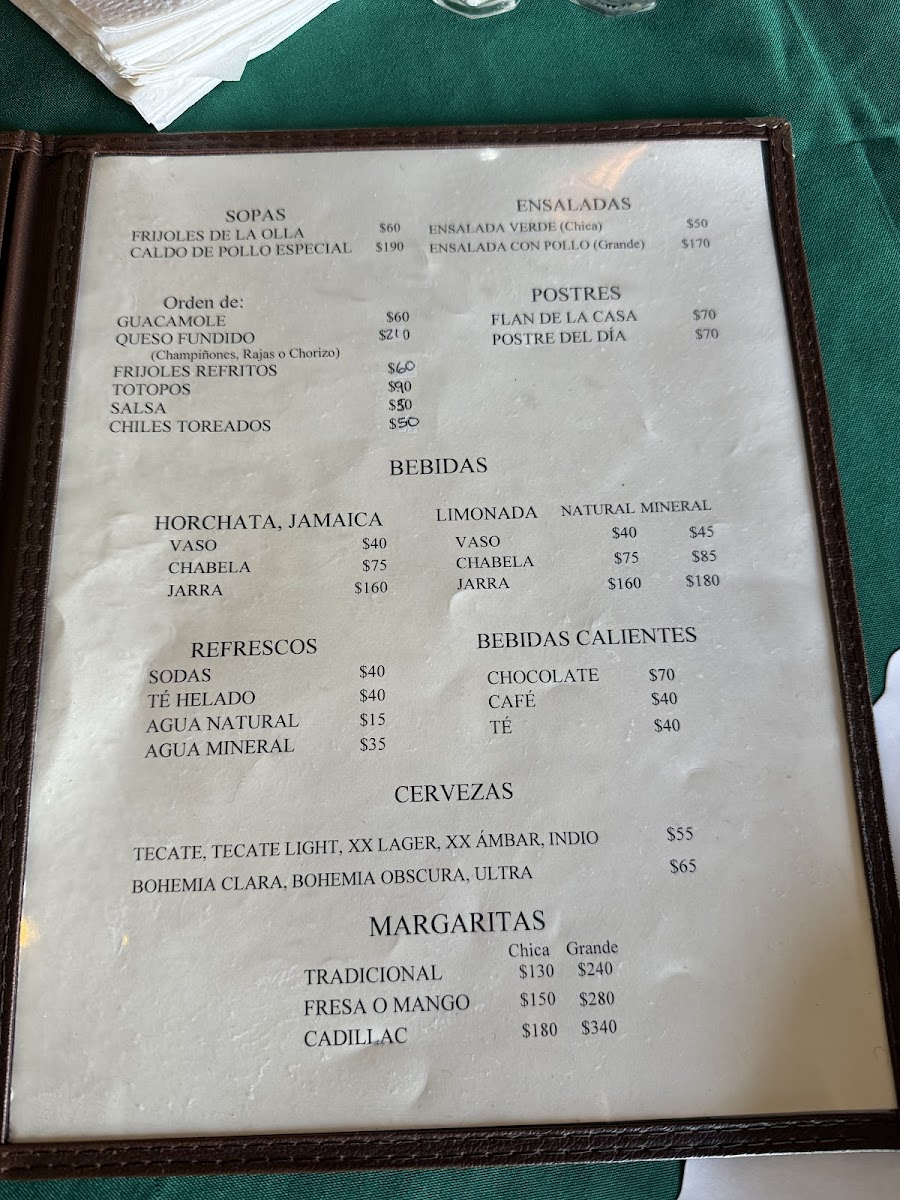 SOPAS
FRIJOLES DE LA OLLA $60
CALDO DE POLLO ESPECIAL $190
ENSALADAS
ENSALADA VERDE (Chica) $50
ENSALADA CON POLLO (Grande) $170
Orden de:
GUACAMOLE $60
QUESO FUNDIDO $210
(Champiñones, Rajas o Chorizo)
FRIJOLES REFRITOS $60
TOTOPOS $90
SALSA $50
CHILES TOREADOS $50
POSTRES
FLAN DE LA CASA $70
POSTRE DEL DÍA $70
BEBIDAS
HORCHATA, JAMAICA
VASO $40
CHABELA $75
JARRA $160
LIMONADA NATURAL MINERAL
VASO $40 $45
CHABELA $75 $85
JARRA $160 $180
REFRESCOS
SODAS $40
TÉ HELADO $40
AGUA NATURAL $15
AGUA MINERAL $35
BEBIDAS CALIENTES
CHOCOLATE $70
CAFÉ $40
TÉ $40
CERVEZAS
TECATE, TECATE LIGHT, XX LAGER, XX ÁMBAR, INDIO $55
BOHEMIA CLARA, BOHEMIA OBSCURA, ULTRA $65
MARGARITAS
Chica Grande
TRADICIONAL $130 $240
FRESA O MANGO $150 $280
CADILLAC $180 $340